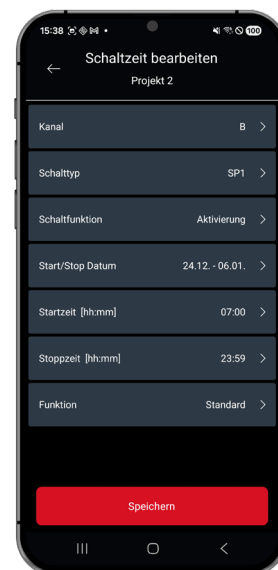 15:38
100
Schaltzeit bearbeiten
Projekt 2
Kanal B
Schalttyp SP1
Schaltfunktion Aktivierung
Start/Stop Datum 24.12. - 06.01.
Startzeit [hh:mm] 07:00
Stoppzeit [hh:mm] 23:59
Funktion Standard
Speichern